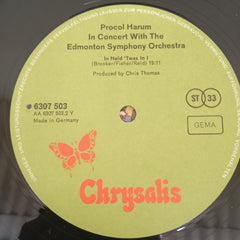 Procol Harum
In Concert With The
Edmonton Symphony Orchestra
In Held 'Twas In I
(Brooker/Fisher/Reid) 19:11
Produced by Chris Thomas
6307 503
AA 6307 503.2 Y
Made in Germany
ST 33
GEMA
Chrysalis